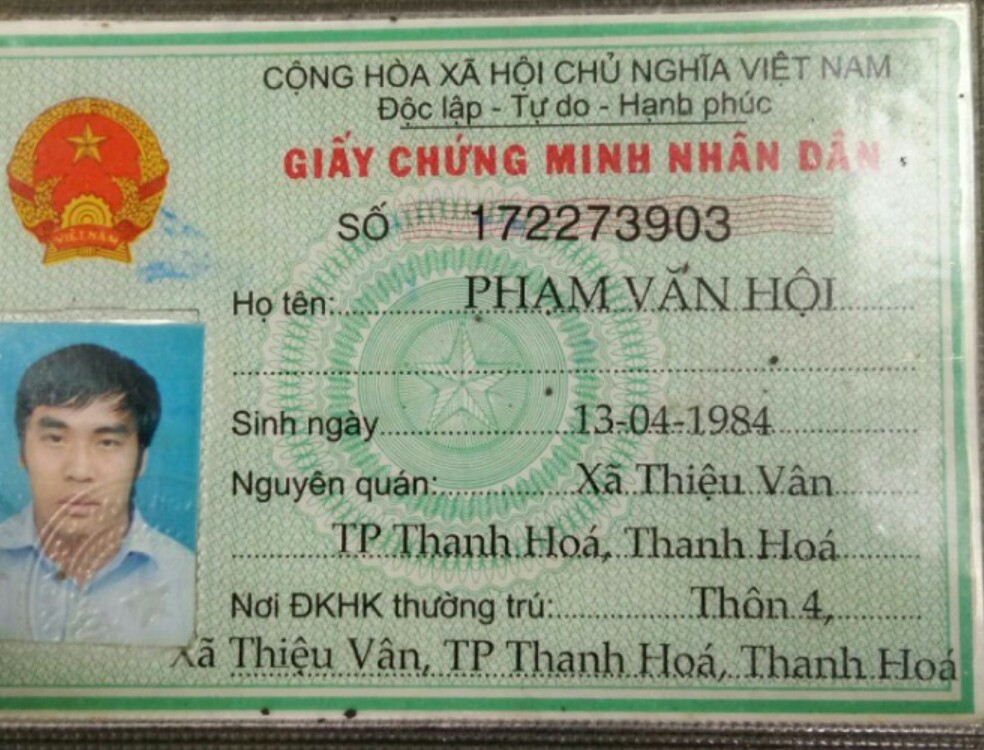 CỘNG HÒA XÃ HỘI CHỦ NGHĨA VIỆT NAM
Độc lập - Tự do - Hạnh phúc
GIẤY CHỨNG MINH NHÂN DÂN
VIỆT NAM
SỐ 172273903
Họ tên: PHẠM VĂN HỘI
Sinh ngày 13-04-1984
Nguyên quán: Xã Thiệu Vân
TP Thanh Hoá, Thanh Hoá
Nơi ĐKHK thường trú: Thôn 4,
Xã Thiệu Vân, TP Thanh Hoá, Thanh Hoá